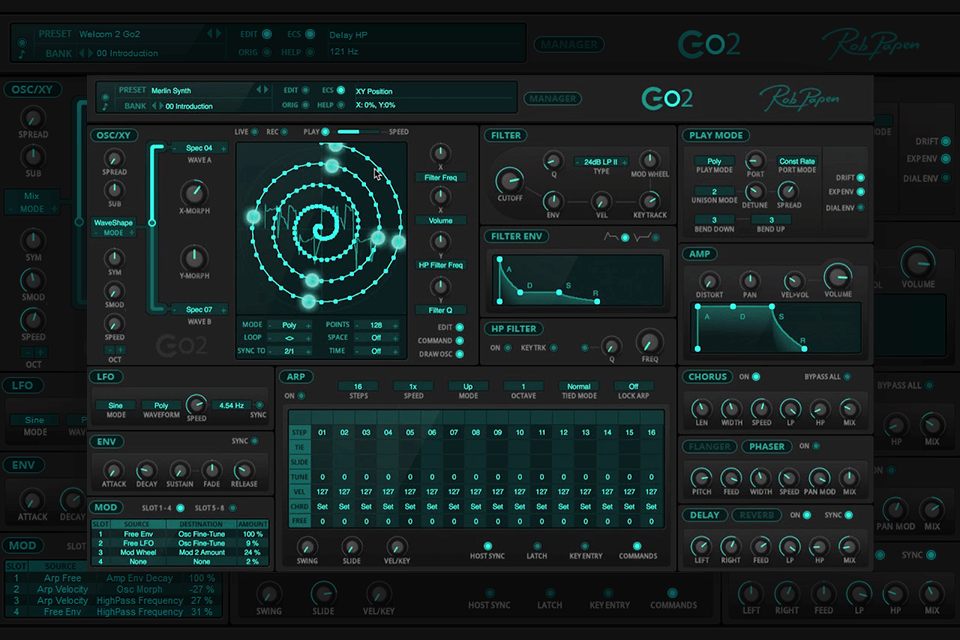 PRESET Welcom 2 Go2 EDIT ECS Delay HP
BANK 00 Introduction ORIG HELP 121 Hz
MANAGER
Go2
Rob Papen
PRESET Merlin Synth EDIT ECS XY Position
BANK 00 Introduction ORIG HELP X: 0%, Y:0%
MANAGER
Go2
Rob Papen
OSC/XY
SPREAD
SUB
Mix
MODE
SYM
SMOD
SPEED
OCT
LFO
Sine
MODE
ENV
ATTACK DECAY
MOD SLOT
SLOT SOURCE
1 Arp Free Amp Env Decay 100 %
2 Arp Velocity Osc Morph -27 %
3 Arp Velocity HighPass Frequency 27 %
4 Free Env HighPass Frequency 31 %
OSC/XY
SPREAD
SUB
WaveShape
MODE
SYM
SMOD
SPEED
OCT
Spec 04
WAVE A
X-MORPH
Y-MORPH
Spec 07
WAVE B
Go2
LIVE REC PLAY SPEED
MODE Poly POINTS 128
LOOP <> SPACE Off
SYNC TO 2/1 TIME Off
X
Filter Freq
X
Volume
Y
HP Filter Freq
Y
Filter Q
EDIT
COMMAND
DRAW OSC
FILTER
CUTOFF
Q
24dB LP II
TYPE
MOD WHEEL
ENV VEL KEYTRACK
FILTER ENV
A D S R
HP FILTER
ON KEYTRK Q FREQ
PLAY MODE
Poly
PLAY MODE
PORT
Const Rate
PORT MODE
2
UNISON MODE
DETUNE SPREAD
3 3
BEND DOWN BEND UP
DRIFT
EXP ENV
DIAL ENV
AMP
DISTORT PAN VEL>VOL VOLUME
A D S R
LFO
Sine Poly 4.54 Hz
MODE WAVEFORM SPEED SYNC
ENV SYNC
ATTACK DECAY SUSTAIN FADE RELEASE
MOD SLOT 1-4 SLOT 5-8
SLOT SOURCE DESTINATION AMOUNT
1 Free Env Osc Fine-Tune 100 %
2 Free LFO Osc Fine-Tune 9 %
3 Mod Wheel Mod 2 Amount 24 %
4 None None 2 %
ARP
ON
16 1x Up 1 Normal Off
STEPS SPEED MODE OCTAVE TIED MODE LOCK ARP
STEP 01 02 03 04 05 06 07 08 09 10 11 12 13 14 15 16
TIE
SLIDE
TUNE 0 0 0 0 0 0 0 0 0 0 0 0 0 0 0 0
VEL 127 127 127 127 127 127 127 127 127 127 127 127 127 127 127 127
CHRD Set Set Set Set Set Set Set Set Set Set Set Set Set Set Set Set
FREE 0 0 0 0 0 0 0 0 0 0 0 0 0 0 0 0
SWING SLIDE VEL/KEY
HOST SYNC LATCH KEY ENTRY COMMANDS
CHORUS ON BYPASS ALL
LEN WIDTH SPEED LP HP MIX
FLANGER PHASER ON
PITCH FEED WIDTH SPEED PAN MOD MIX
DELAY REVERB ON SYNC
LEFT RIGHT FEED LP HP MIX
DRIFT
EXP ENV
DIAL ENV
VOLUME
BYPASS ALL
HP MIX
PAN MOD MIX
SYNC
SWING SLIDE VEL/KEY
HOST SYNC LATCH KEY ENTRY COMMANDS
LEFT RIGHT FEED LP HP MIX